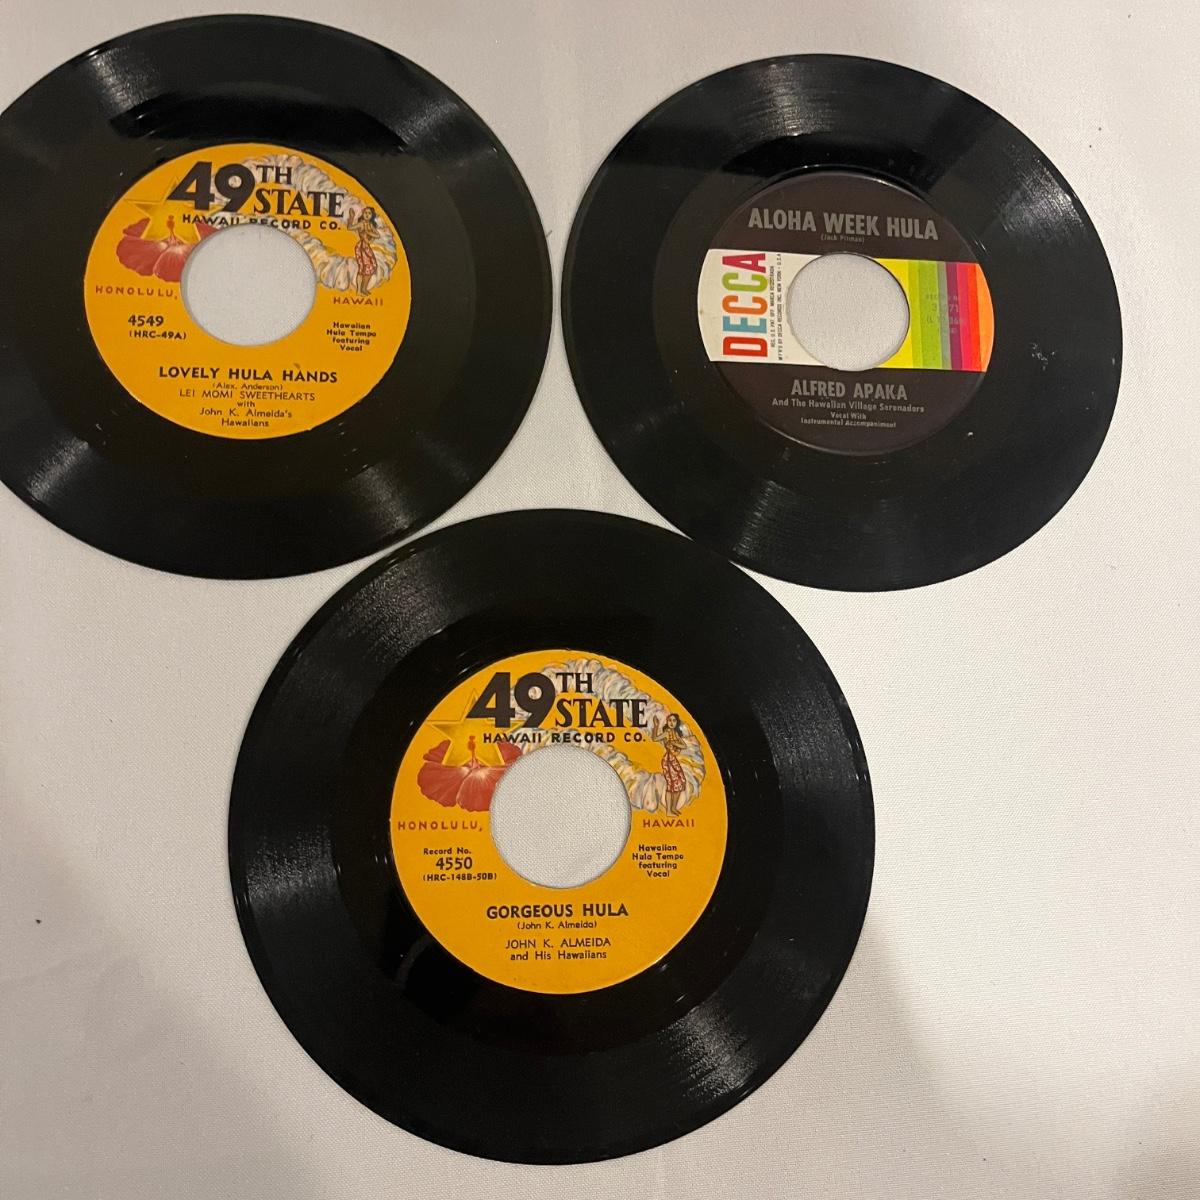 49TH
STATE
HAWAII RECORD CO.
HONOLULU,
HAWAII
4549
(HRC-49A)
Hawaiian
Hula Tempo
featuring
Vocal
LOVELY HULA HANDS
(Alex. Anderson)
LEI MOMI SWEETHEARTS
with
John K. Almeida's
Hawaiians
ALOHA WEEK HULA
(Jack Pitman)
DECCA
ALFRED APAKA
And The Hawaiian Village Serenaders
Vocal With
Instrumental Accompaniment
49TH
STATE
HAWAII RECORD CO.
HONOLULU,
HAWAII
Record No.
4550
(HRC-148B-50B)
Hawaiian
Hula Tempo
featuring
Vocal
GORGEOUS HULA
(John K. Almeida)
JOHN K. ALMEIDA
and His Hawaiians